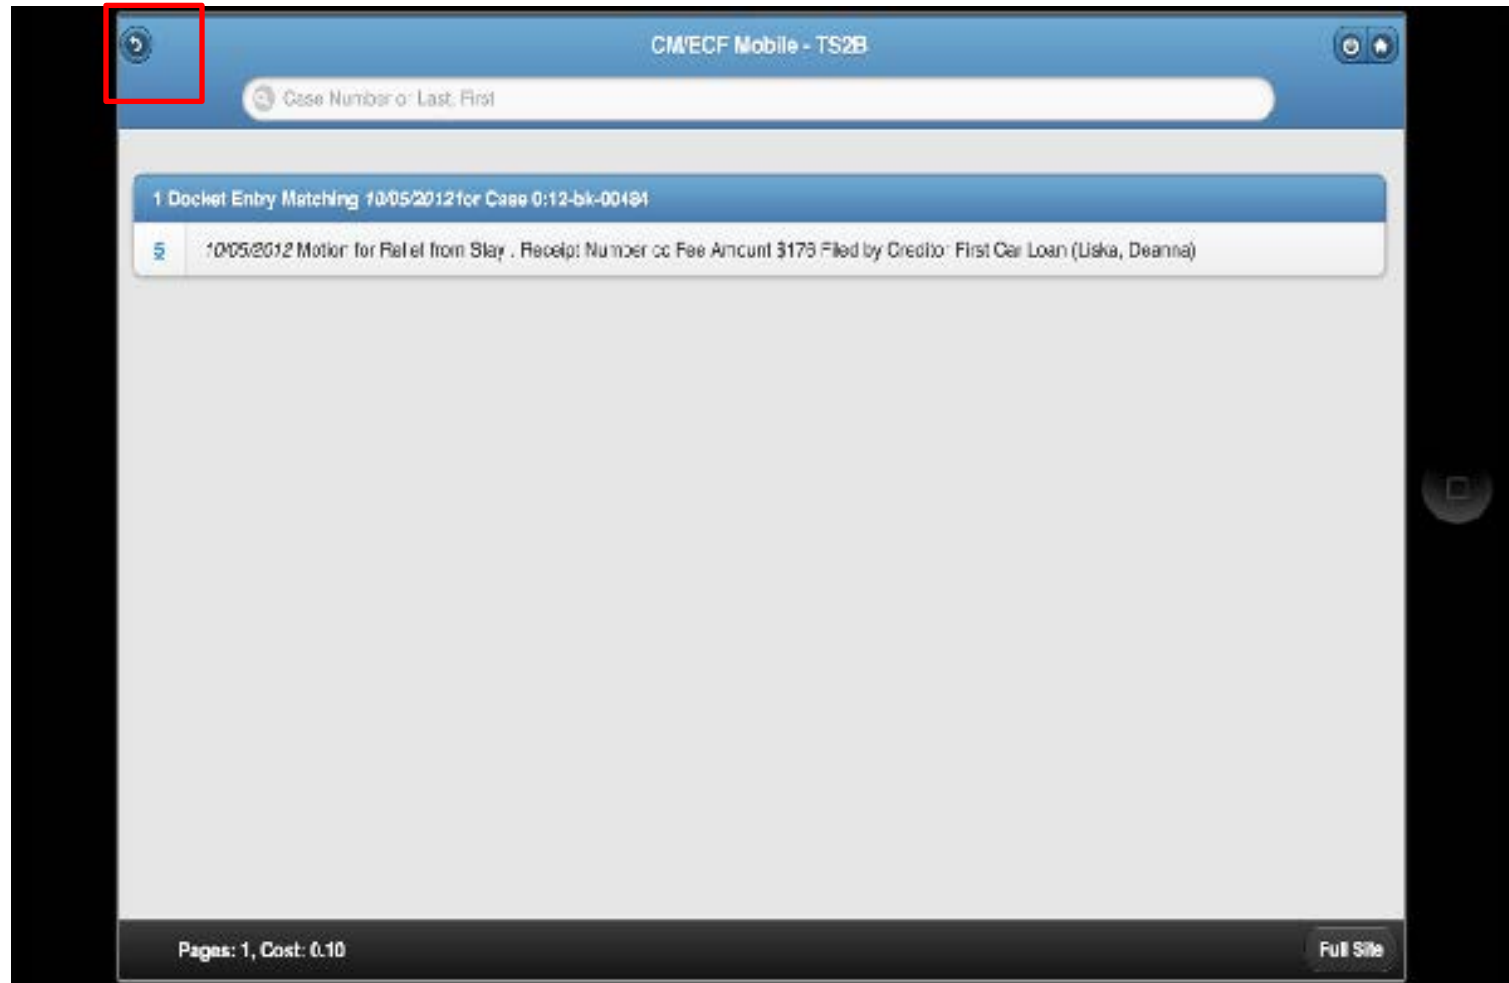 CM/ECF Mobile - TS2B
Case Number or Last, First
1 Docket Entry Matching 10/05/2012 for Case 0:12-bk-00484
5 10/05/2012 Motion for Relief from Stay . Receipt Number cc Fee Amount $176 Filed by Creditor First Car Loan (Liska, Deanna)
Pages: 1, Cost: 0.10
Full Site